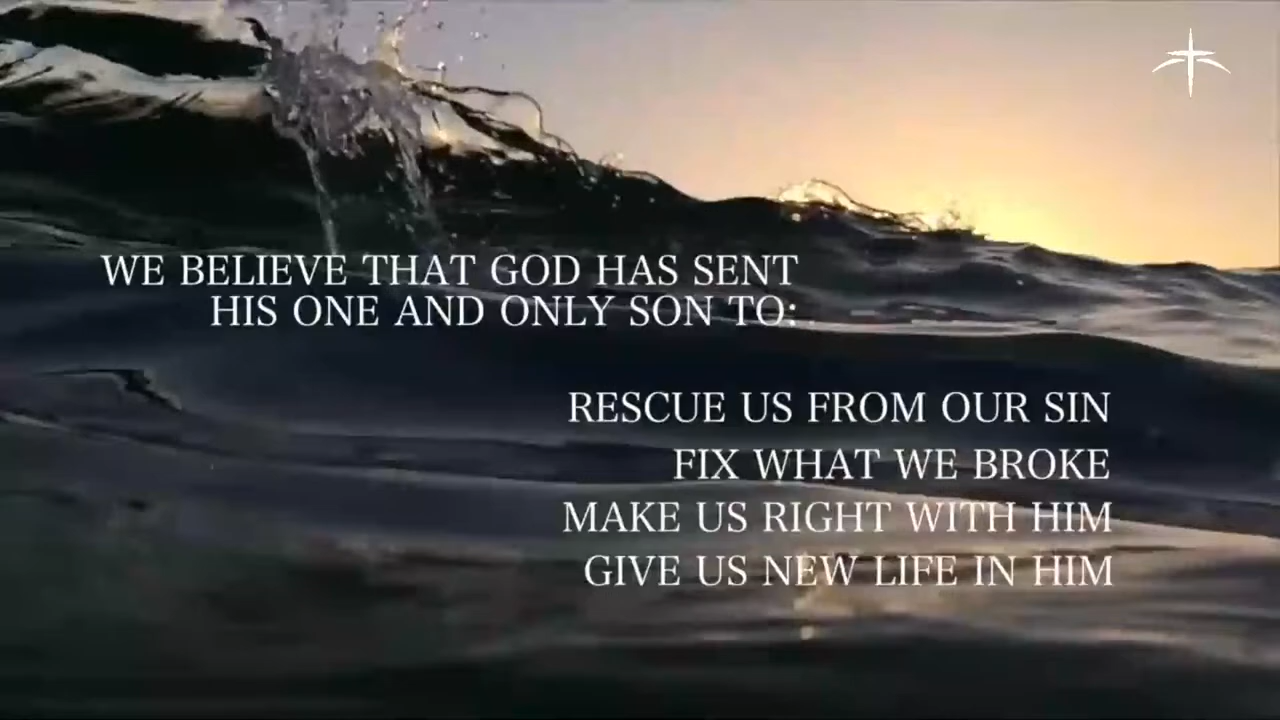 WE BELIEVE THAT GOD HAS SENT
HIS ONE AND ONLY SON TO:
RESCUE US FROM OUR SIN
FIX WHAT WE BROKE
MAKE US RIGHT WITH HIM
GIVE US NEW LIFE IN HIM